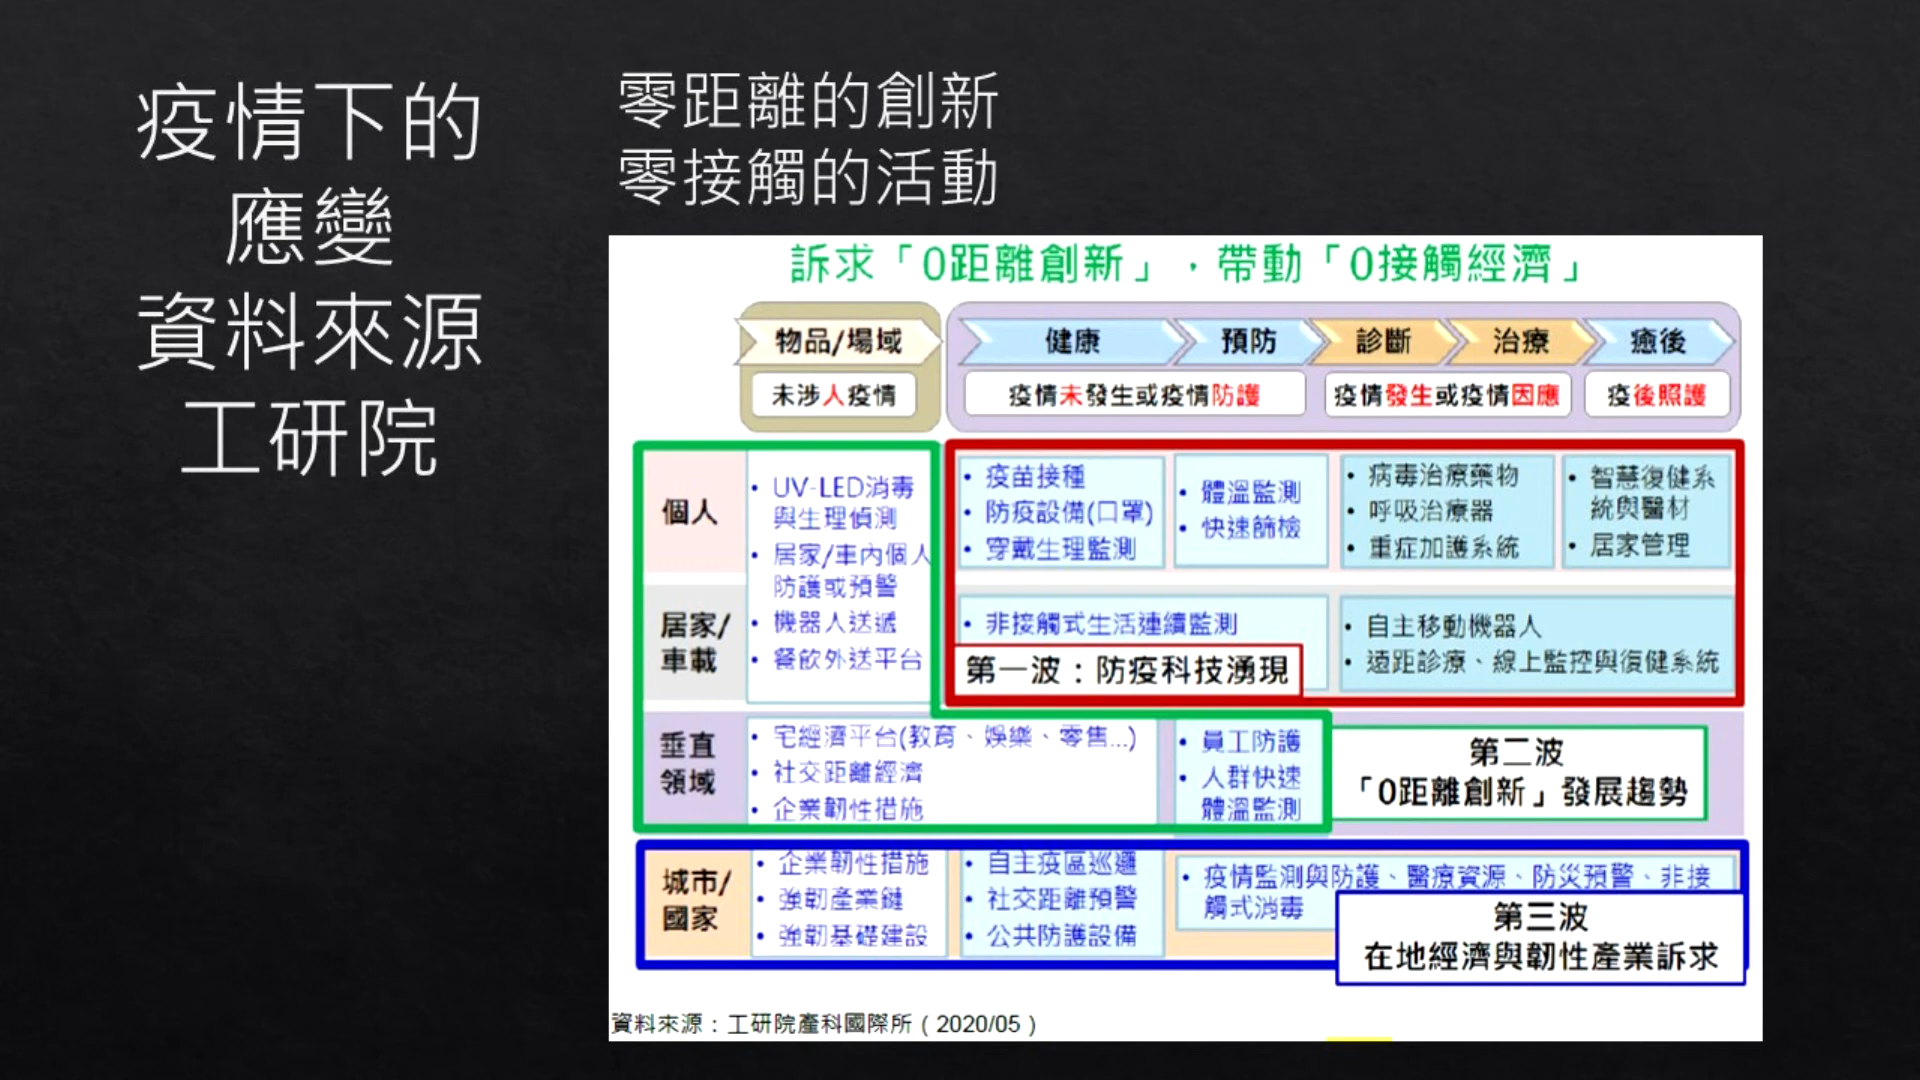 疫情下的
應變
資料來源
工研院
零距離的創新
零接觸的活動
訴求「0距離創新」，帶動「0接觸經濟」
物品/場域
健康
預防
診斷
治療
癒後
未涉人疫情
疫情未發生或疫情防護
疫情發生或疫情因應
疫後照護
個人
• UV-LED消毒
與生理偵測
• 居家/車內個人
防護或預警
• 機器人送遞
• 餐飲外送平台
• 疫苗接種
• 防疫設備(口罩)
• 穿戴生理監測
• 體溫監測
• 快速篩檢
• 病毒治療藥物
• 呼吸治療器
• 重症加護系統
• 智慧復健系
統與醫材
• 居家管理
居家/
車載
• 非接觸式生活連續監測
第一波：防疫科技湧現
• 自主移動機器人
• 遠距診療、線上監控與復健系統
垂直
領域
• 宅經濟平台(教育、娛樂、零售...)
• 社交距離經濟
• 企業韌性措施
• 員工防護
• 人群快速
體溫監測
第二波
「0距離創新」發展趨勢
城市/
國家
• 企業韌性措施
• 強韌產業鏈
• 強韌基礎建設
• 自主疫區巡邏
• 社交距離預警
• 公共防護設備
• 疫情監測與防護、醫療資源、防災預警、非接
觸式消毒
第三波
在地經濟與韌性產業訴求
資料來源：工研院產科國際所（2020/05）